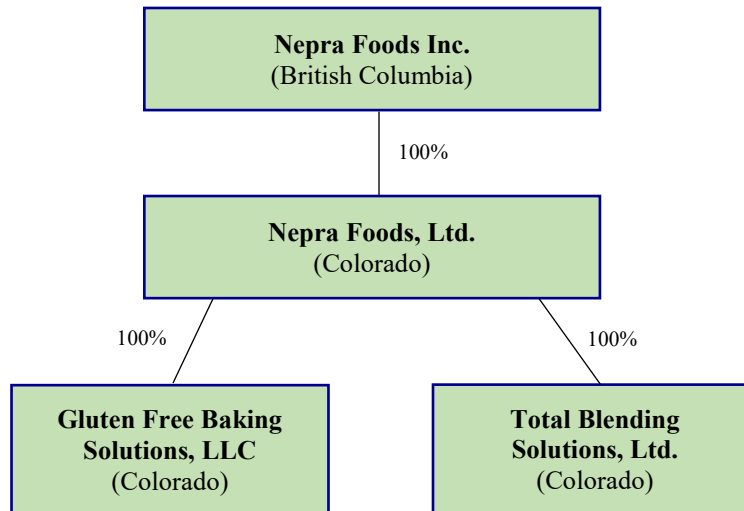 Nepra Foods Inc.
(British Columbia)
100%
Nepra Foods, Ltd.
(Colorado)
100%
100%
Gluten Free Baking
Solutions, LLC
(Colorado)
Total Blending
Solutions, Ltd.
(Colorado)